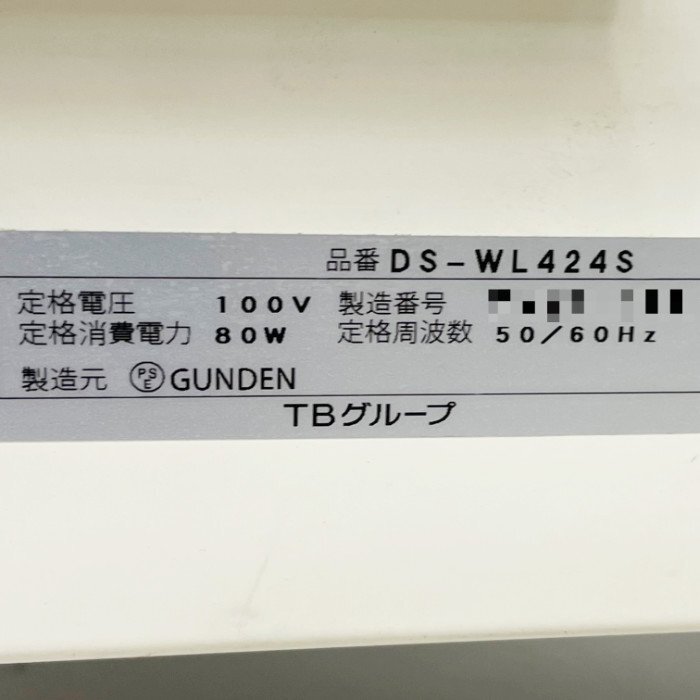 品番 DS-WL424S
定格電圧 100V 製造番号
定格消費電力 80W 定格周波数 50/60Hz
製造元 PSE GUNDEN
TBグループ